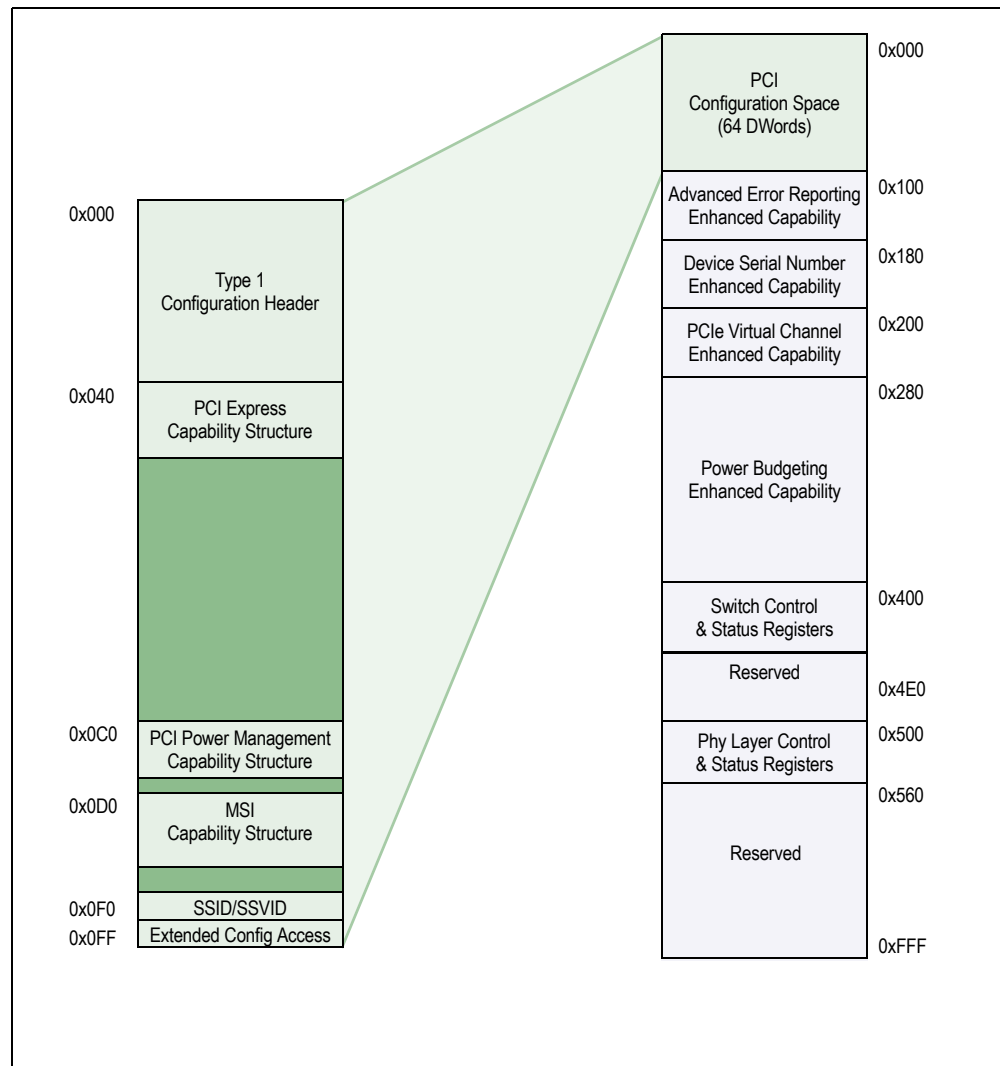 0x000
Type 1
Configuration Header
0x040
PCI Express
Capability Structure
0x0C0
PCI Power Management
Capability Structure
0x0D0
MSI
Capability Structure
0x0F0
SSID/SSVID
0x0FF
Extended Config Access
0x000
PCI
Configuration Space
(64 DWords)
0x100
Advanced Error Reporting
Enhanced Capability
0x180
Device Serial Number
Enhanced Capability
0x200
PCIe Virtual Channel
Enhanced Capability
0x280
Power Budgeting
Enhanced Capability
0x400
Switch Control
& Status Registers
Reserved
0x4E0
0x500
Phy Layer Control
& Status Registers
0x560
Reserved
0xFFF